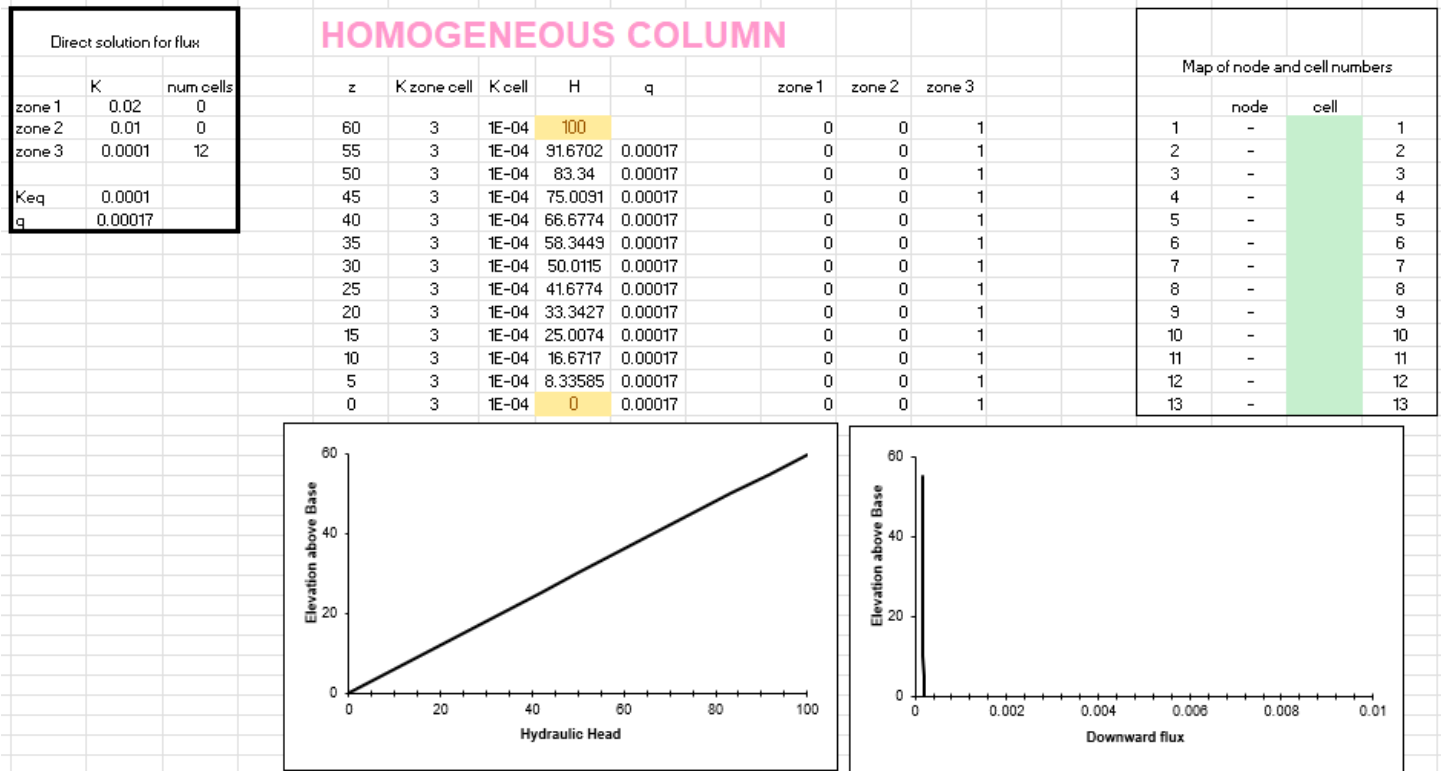 HOMOGENEOUS COLUMN
Direct solution for flux
K num cells
zone 1 0.02 0
zone 2 0.01 0
zone 3 0.0001 12
Keq 0.0001
q 0.00017
z K zone cell K cell H q zone 1 zone 2 zone 3
60 3 1E-04 100 0 0 1
55 3 1E-04 91.6702 0.00017 0 0 1
50 3 1E-04 83.34 0.00017 0 0 1
45 3 1E-04 75.0091 0.00017 0 0 1
40 3 1E-04 66.6774 0.00017 0 0 1
35 3 1E-04 58.3449 0.00017 0 0 1
30 3 1E-04 50.0115 0.00017 0 0 1
25 3 1E-04 41.6774 0.00017 0 0 1
20 3 1E-04 33.3427 0.00017 0 0 1
15 3 1E-04 25.0074 0.00017 0 0 1
10 3 1E-04 16.6717 0.00017 0 0 1
5 3 1E-04 8.33585 0.00017 0 0 1
0 3 1E-04 0 0.00017 0 0 1
Map of node and cell numbers
node cell
1 - 1
2 - 2
3 - 3
4 - 4
5 - 5
6 - 6
7 - 7
8 - 8
9 - 9
10 - 10
11 - 11
12 - 12
13 - 13
Elevation above Base
60
40
20
0
0 20 40 60 80 100
Hydraulic Head
Elevation above Base
60
40
20
0
0 0.002 0.004 0.006 0.008 0.01
Downward flux